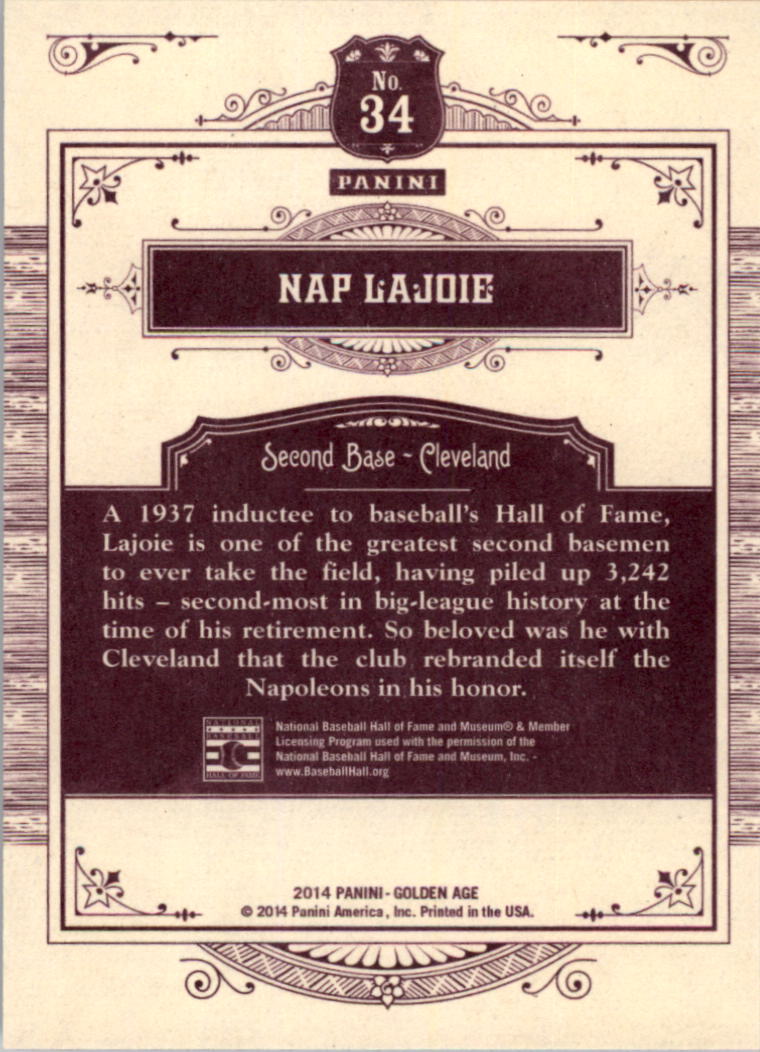 No.
34
PANINI
NAP LAJOIE
Second Base ~ Cleveland
A 1937 inductee to baseball's Hall of Fame,
Lajoie is one of the greatest second basemen
to ever take the field, having piled up 3,242
hits – second-most in big-league history at the
time of his retirement. So beloved was he with
Cleveland that the club rebranded itself the
Napoleons in his honor.
NATIONAL
BASEBALL
HALL OF FAME
National Baseball Hall of Fame and Museum® & Member
Licensing Program used with the permission of the
National Baseball Hall of Fame and Museum, Inc. -
www.BaseballHall.org
2014 PANINI - GOLDEN AGE
© 2014 Panini America, Inc. Printed in the USA.